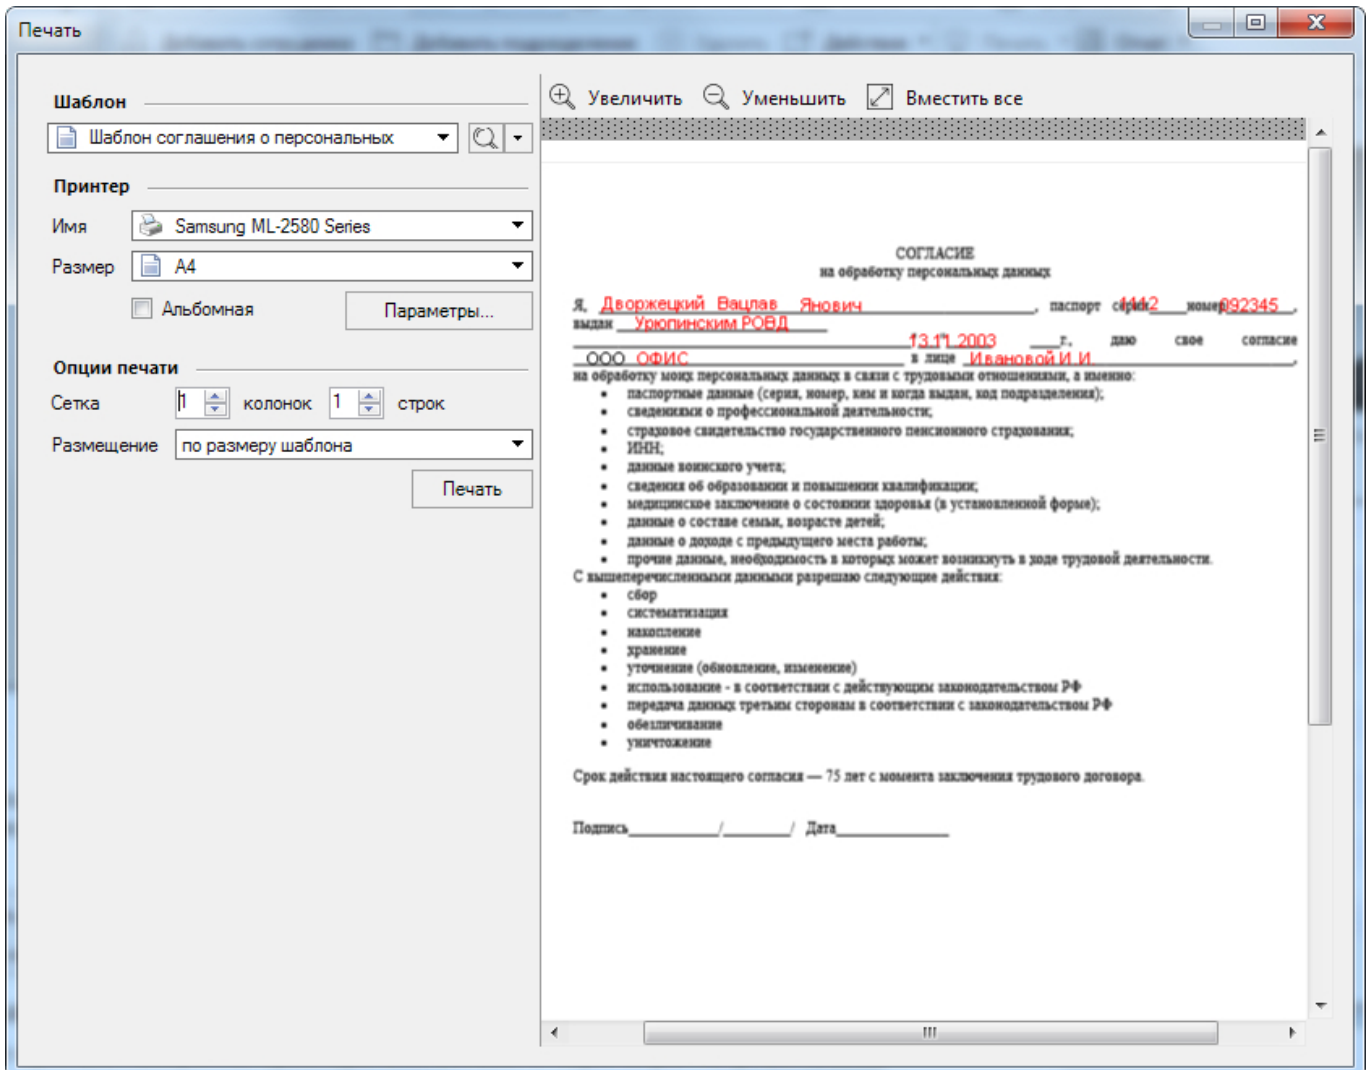 Печать
Шаблон
Шаблон соглашения о персональных
Принтер
Имя Samsung ML-2580 Series
Размер A4
Альбомная Параметры...
Опции печати
Сетка 1 колонок 1 строк
Размещение по размеру шаблона
Печать
Увеличить Уменьшить Вместить все
СОГЛАСИЕ
на обработку персональных данных
Я, Дворжецкий Вацлав Янович, паспорт серии номер 092345,
выдан Урюпинским РОВД
13.11.2003 г., даю свое согласие
ООО ОФИС в лице Ивановой И.И.,
на обработку моих персональных данных в связи с трудовыми отношениями, а именно:
• паспортные данные (серия, номер, кем и когда выдан, код подразделения);
• сведениями о профессиональной деятельности;
• страховое свидетельство государственного пенсионного страхования;
• ИНН;
• данные воинского учета;
• сведения об образовании и повышении квалификации;
• медицинское заключение о состоянии здоровья (в установленной форме);
• данные о составе семьи, возрасте детей;
• данные о доходе с предыдущего места работы;
• прочие данные, необходимость в которых может возникнуть в ходе трудовой деятельности.
С вышеперечисленными данными разрешаю следующие действия:
• сбор
• систематизация
• накопление
• хранение
• уточнение (обновление, изменение)
• использование - в соответствии с действующим законодательством РФ
• передача данных третьим сторонам в соответствии с законодательством РФ
• обезличивание
• уничтожение
Срок действия настоящего согласия — 75 лет с момента заключения трудового договора.
Подпись____________/_________/ Дата_______________